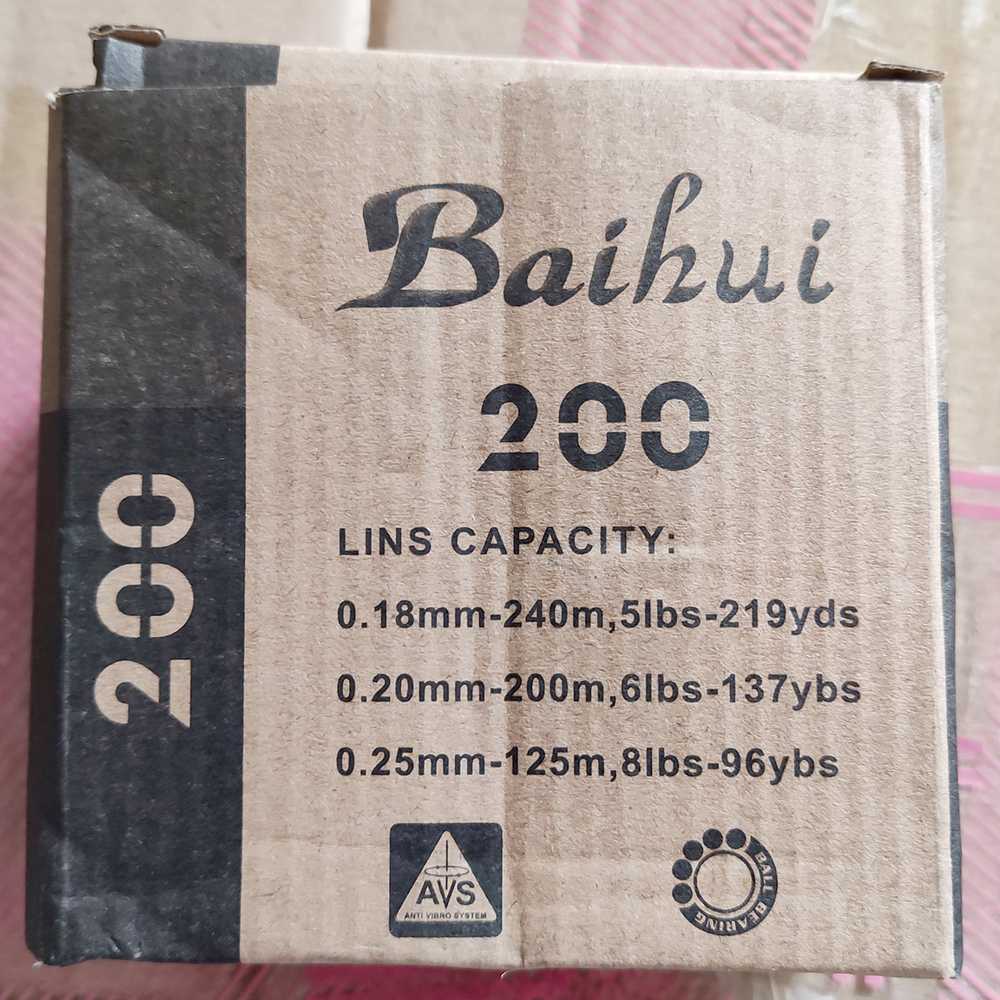 Baihui
200
200
LINS CAPACITY:
0.18mm-240m,5lbs-219yds
0.20mm-200m,6lbs-137ybs
0.25mm-125m,8lbs-96ybs
AVS
ANTI VIBRO SYSTEM
BALL BEARING